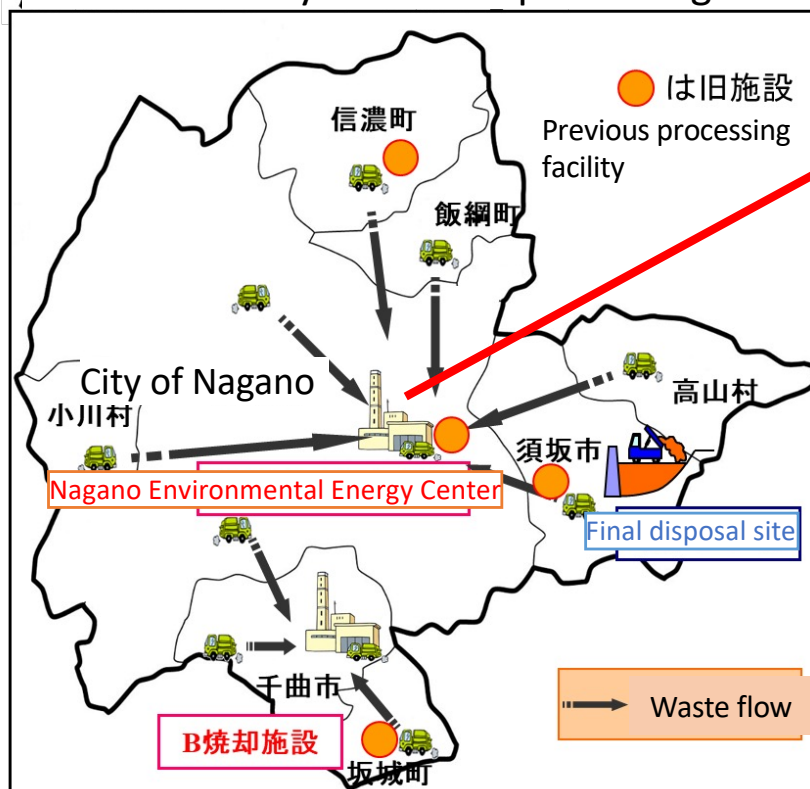 は旧施設
Previous processing
facility
信濃町
飯綱町
City of Nagano
小川村
高山村
須坂市
Nagano Environmental Energy Center
Final disposal site
千曲市
B焼却施設
坂城町
Waste flow